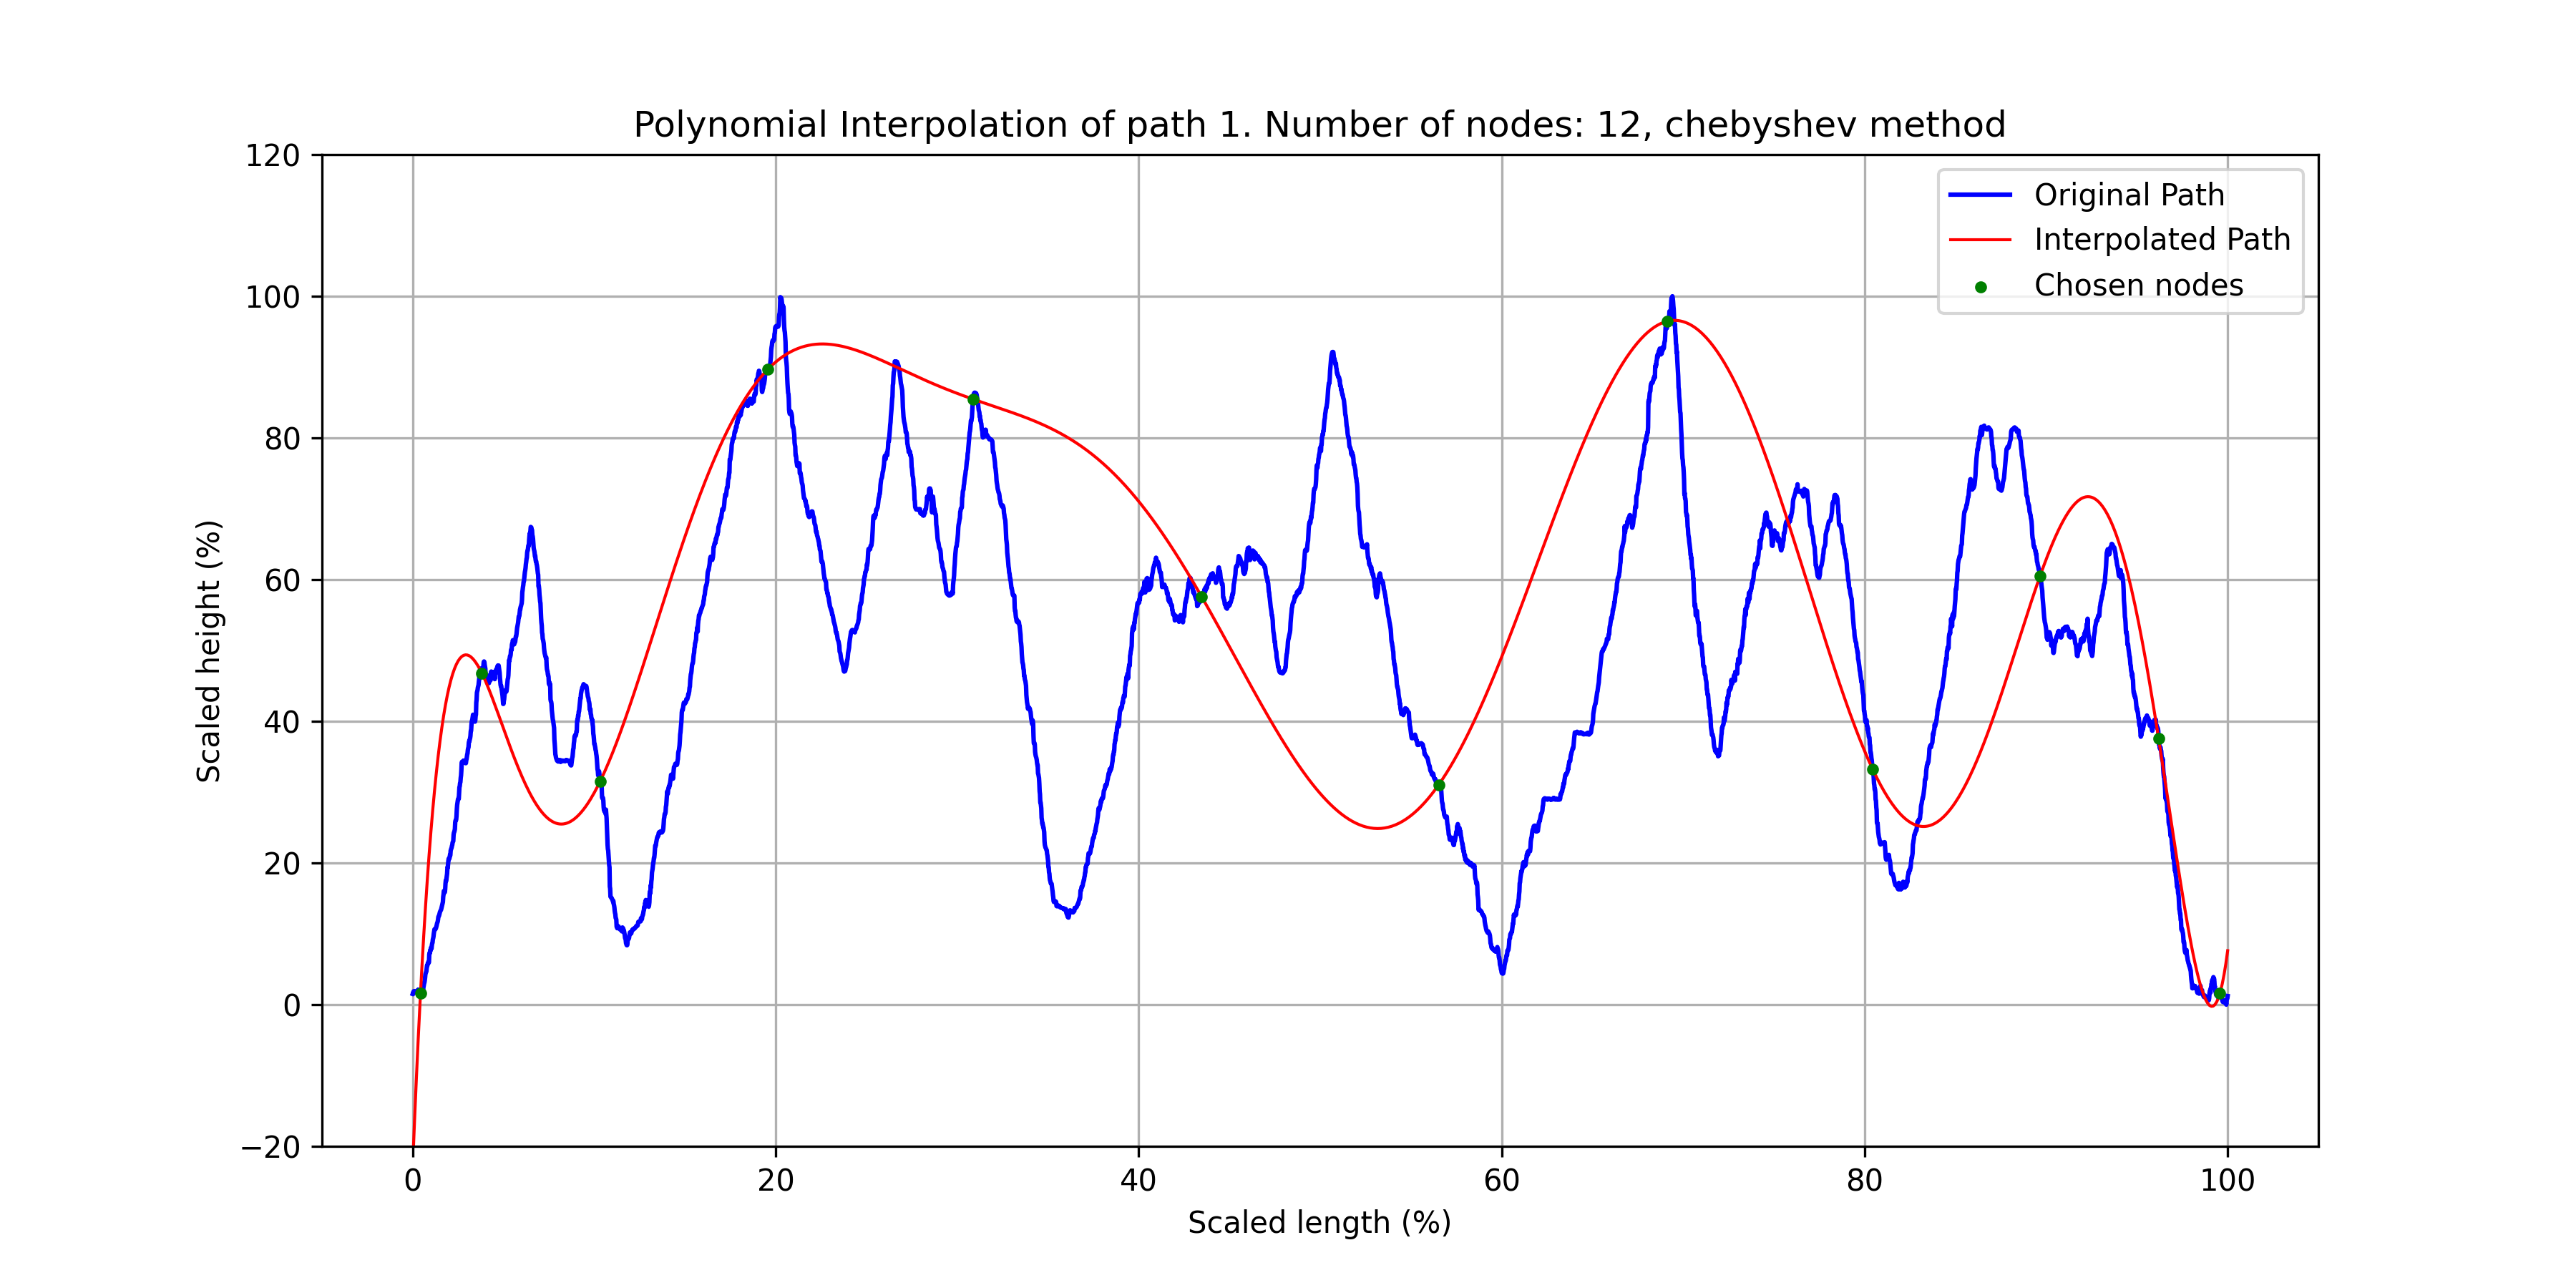 Polynomial Interpolation of path 1. Number of nodes: 12, chebyshev method
120
100
80
60
40
20
0
−20
Scaled height (%)
Original Path
Interpolated Path
Chosen nodes
0 20 40 60 80 100
Scaled length (%)